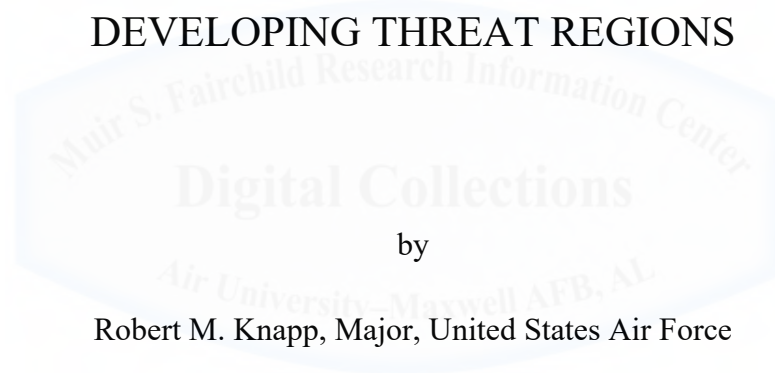 DEVELOPING THREAT REGIONS
Muir S. Fairchild Research Information Center
Digital Collections
by
Air University–Maxwell AFB, AL
Robert M. Knapp, Major, United States Air Force